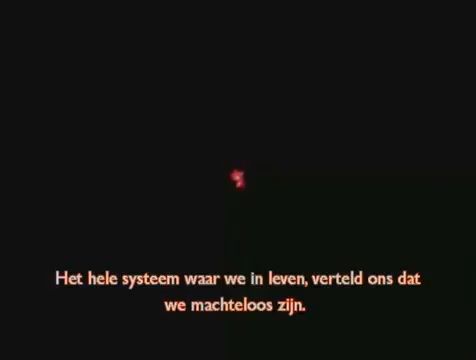 Het hele systeem waar we in leven, verteld ons dat
we machteloos zijn.